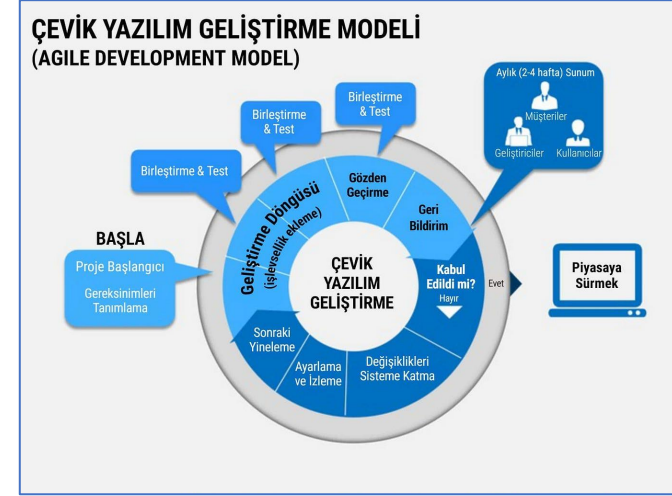 ÇEVİK YAZILIM GELİŞTİRME MODELİ
(AGILE DEVELOPMENT MODEL)
Aylık (2-4 hafta) Sunum
Müşteriler
Geliştiriciler
Kullanıcılar
Birleştirme
& Test
Birleştirme
& Test
Birleştirme & Test
BAŞLA
Proje Başlangıcı
Gereksinimleri
Tanımlama
Geliştirme Döngüsü
(işlevsellik ekleme)
Gözden
Geçirme
Geri
Bildirim
Kabul
Edildi mi?
Hayır
Evet
Piyasaya
Sürmek
Değişiklikleri
Sisteme Katma
Ayarlama
ve İzleme
Sonraki
Yineleme
ÇEVİK
YAZILIM
GELİŞTİRME